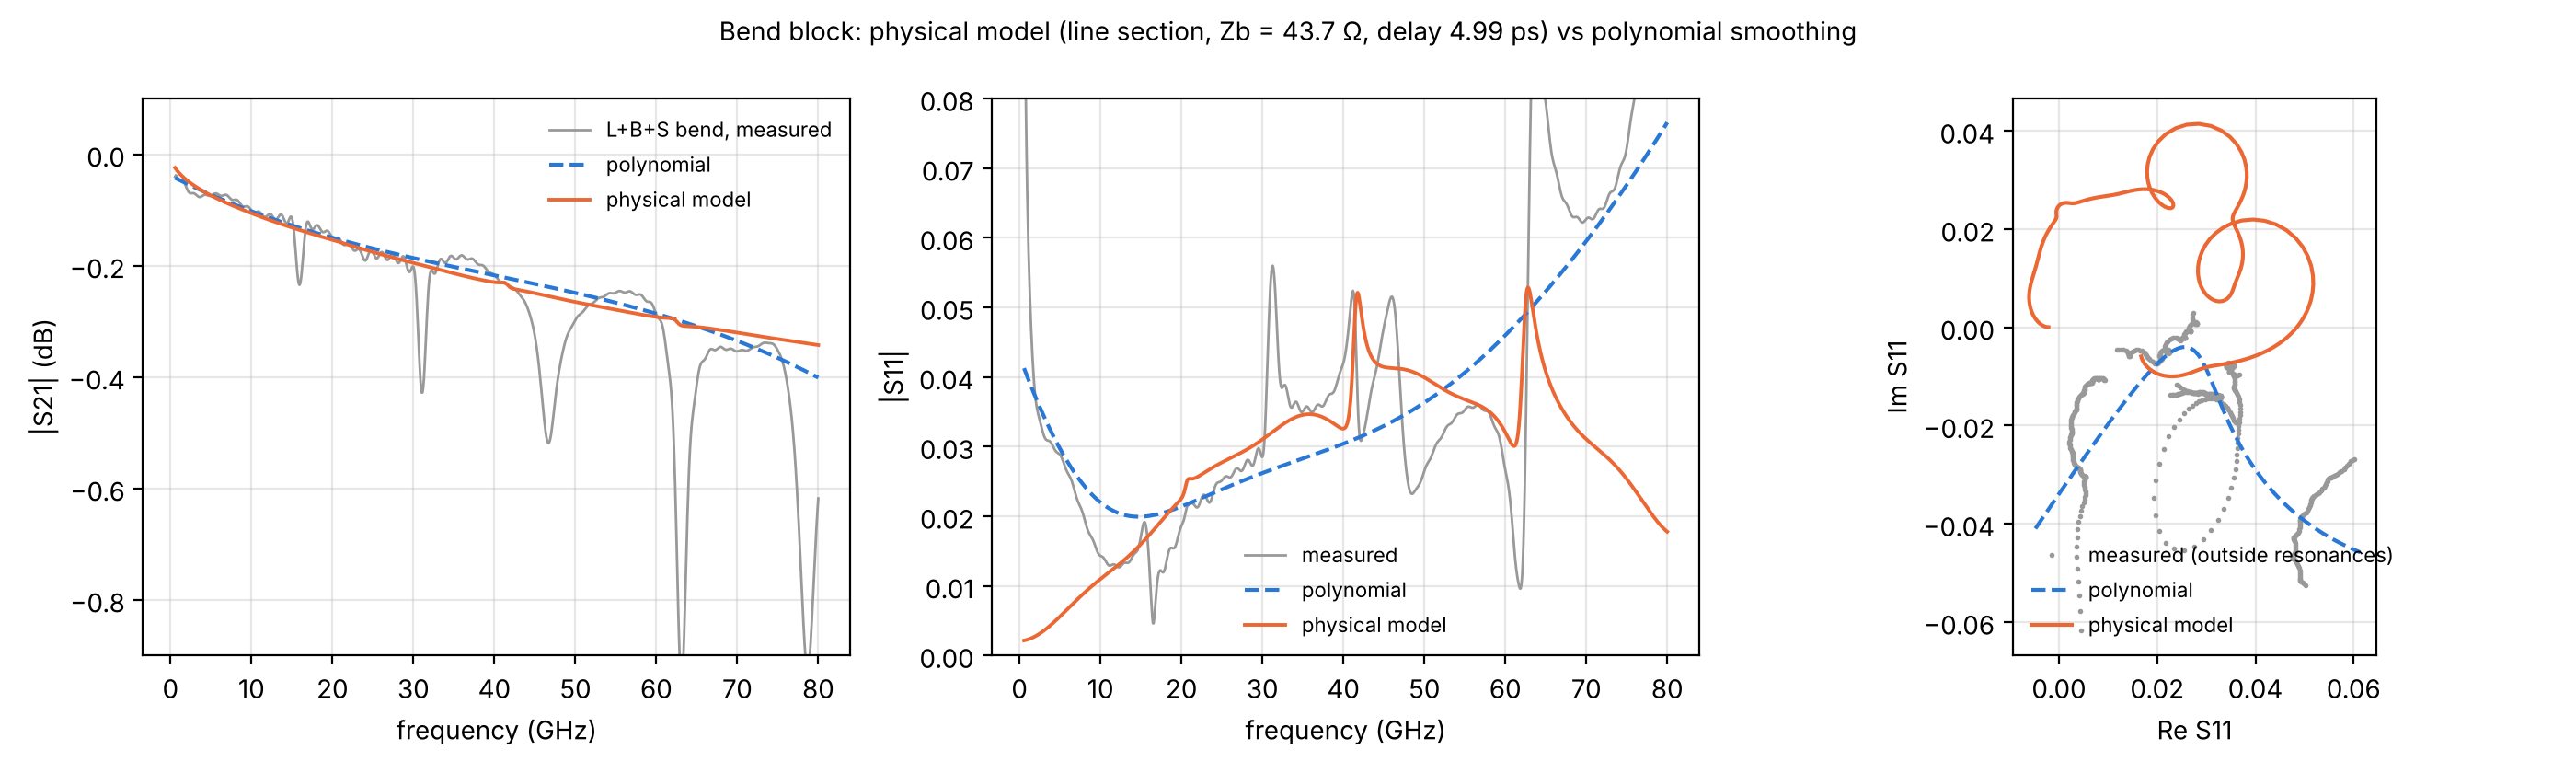 Bend block: physical model (line section, Zb = 43.7 Ω, delay 4.99 ps) vs polynomial smoothing
|S21| (dB)
0.0
−0.2
−0.4
−0.6
−0.8
L+B+S bend, measured
polynomial
physical model
0 10 20 30 40 50 60 70 80
frequency (GHz)
|S11|
0.08
0.07
0.06
0.05
0.04
0.03
0.02
0.01
0.00
measured
polynomial
physical model
0 10 20 30 40 50 60 70 80
frequency (GHz)
Im S11
0.04
0.02
0.00
−0.02
−0.04
−0.06
measured (outside resonances)
polynomial
physical model
0.00 0.02 0.04 0.06
Re S11